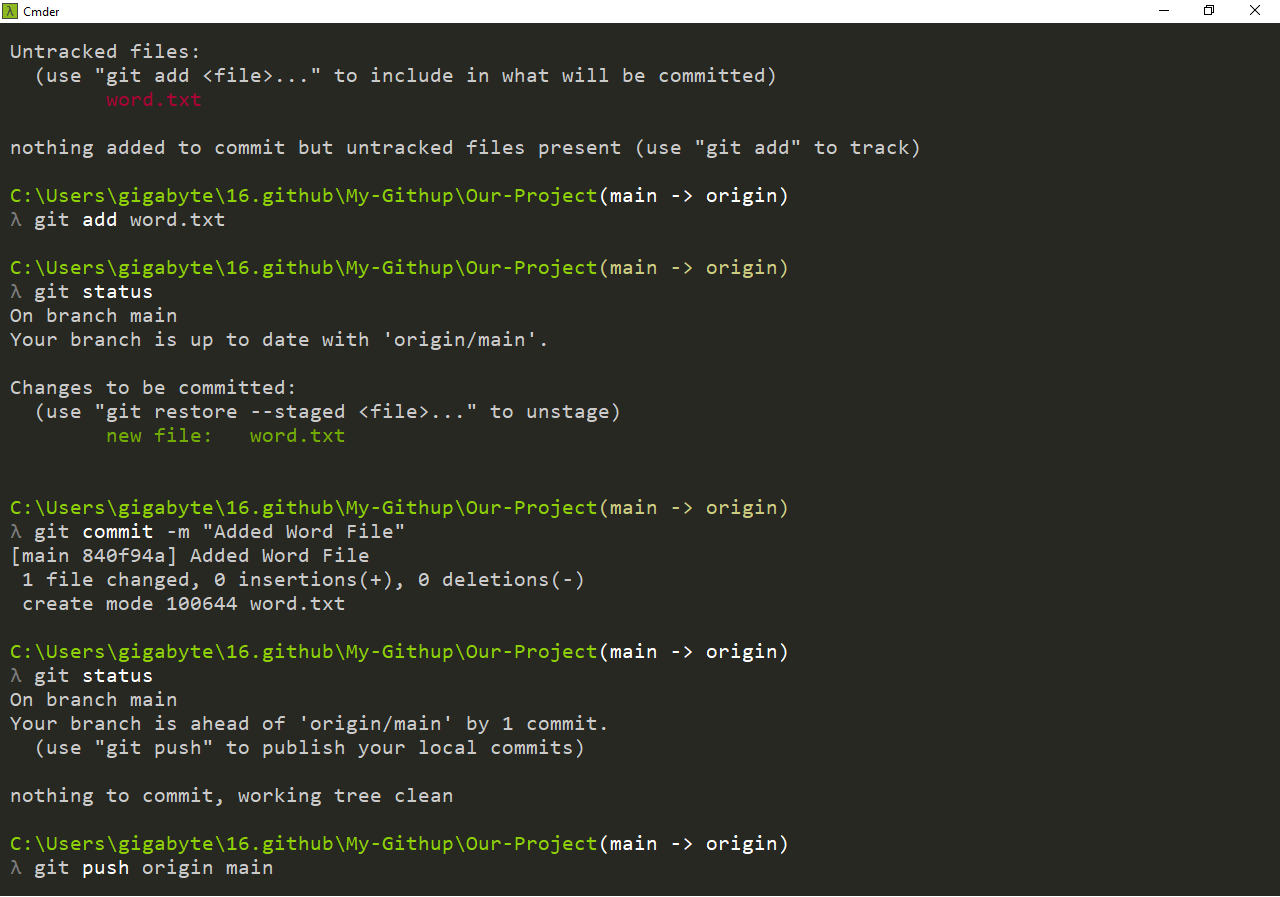 λ Cmder
Untracked files:
(use "git add <file>..." to include in what will be committed)
word.txt
nothing added to commit but untracked files present (use "git add" to track)
C:\Users\gigabyte\16.github\My-Githup\Our-Project(main -> origin)
λ git add word.txt
C:\Users\gigabyte\16.github\My-Githup\Our-Project(main -> origin)
λ git status
On branch main
Your branch is up to date with 'origin/main'.
Changes to be committed:
(use "git restore --staged <file>..." to unstage)
new file:   word.txt
C:\Users\gigabyte\16.github\My-Githup\Our-Project(main -> origin)
λ git commit -m "Added Word File"
[main 840f94a] Added Word File
1 file changed, 0 insertions(+), 0 deletions(-)
create mode 100644 word.txt
C:\Users\gigabyte\16.github\My-Githup\Our-Project(main -> origin)
λ git status
On branch main
Your branch is ahead of 'origin/main' by 1 commit.
(use "git push" to publish your local commits)
nothing to commit, working tree clean
C:\Users\gigabyte\16.github\My-Githup\Our-Project(main -> origin)
λ git push origin main